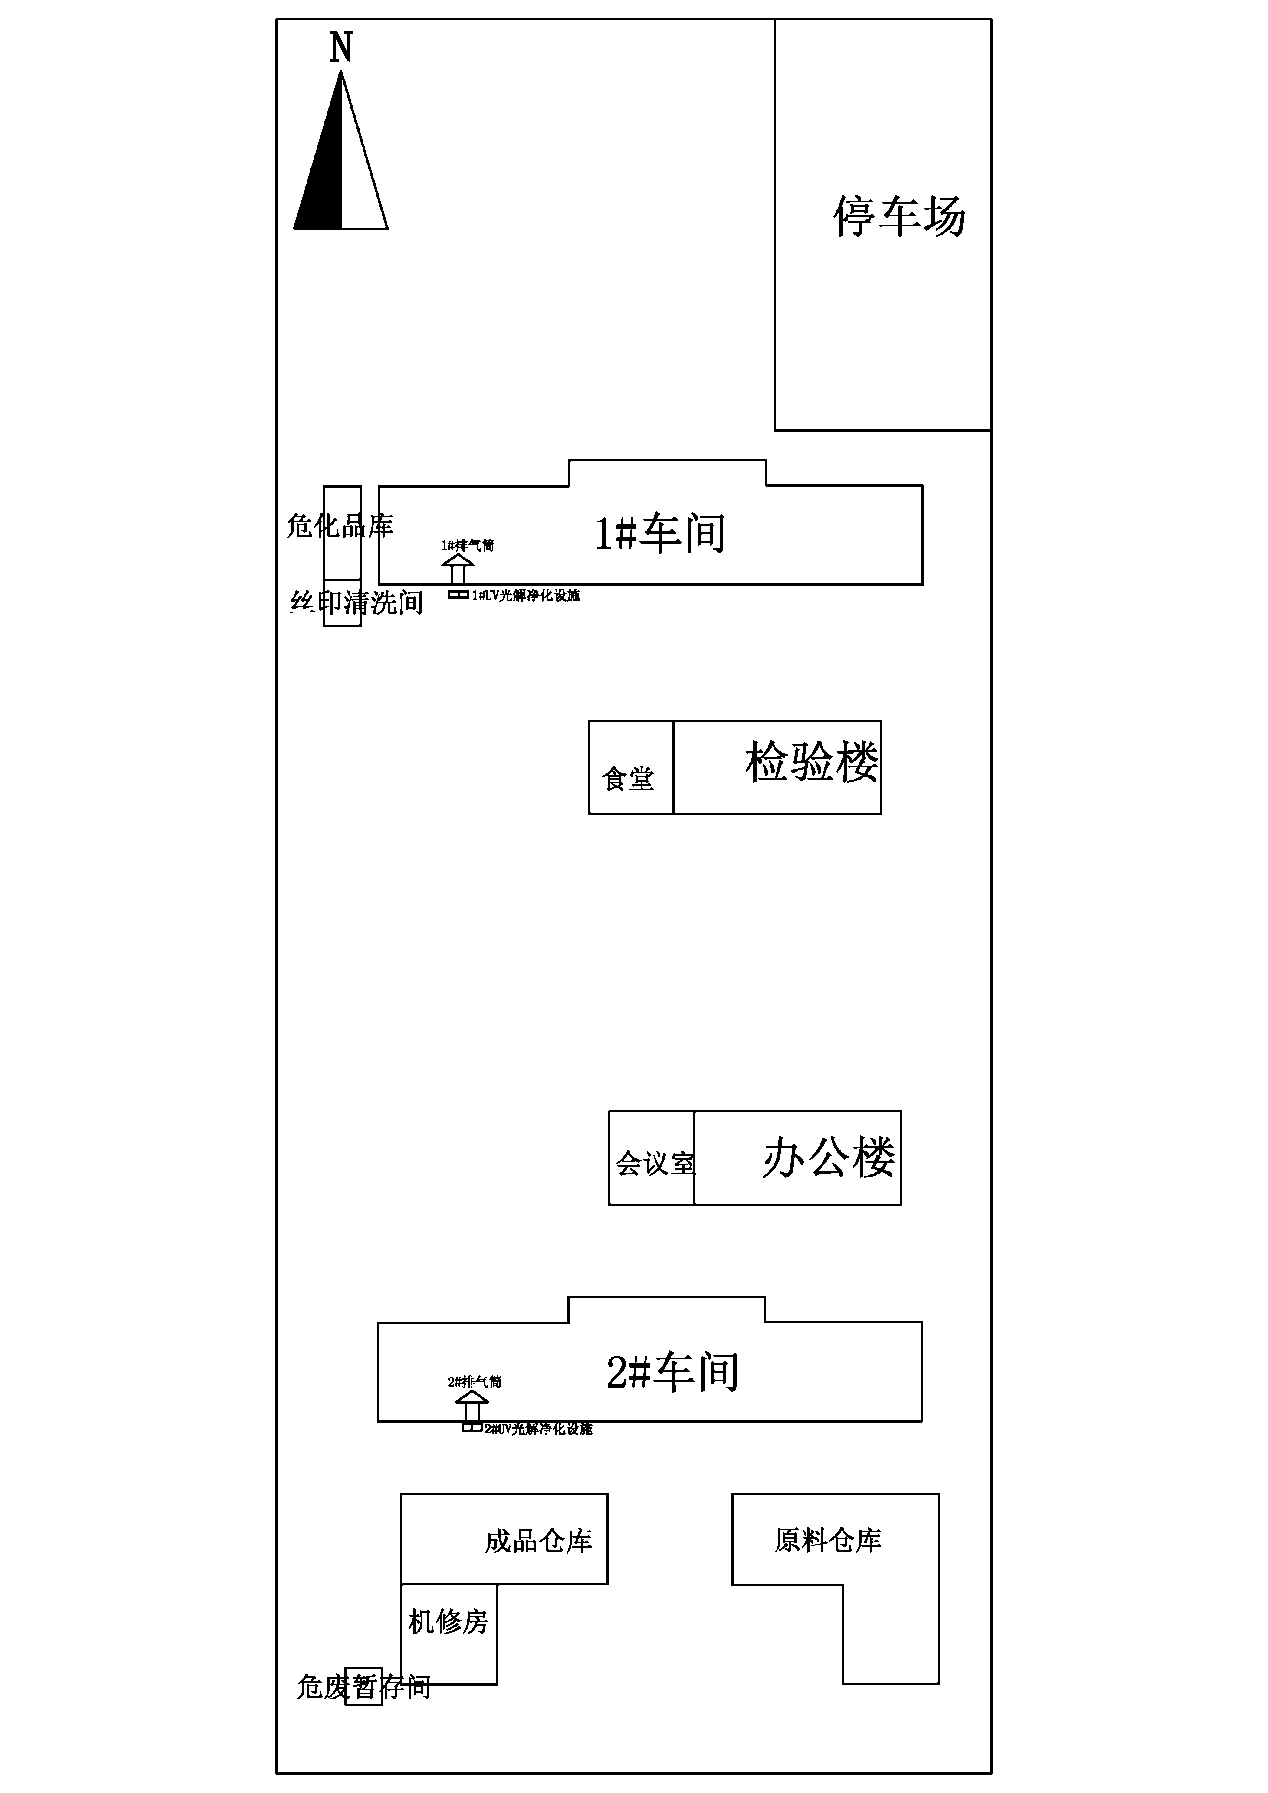 N
停车场
危化品库
1#车间
1#排气筒
1#UV光解净化设施
丝印清洗间
食堂
检验楼
会议室
办公楼
2#车间
2#排气筒
2#UV光解净化设施
成品仓库
原料仓库
机修房
危废暂存间